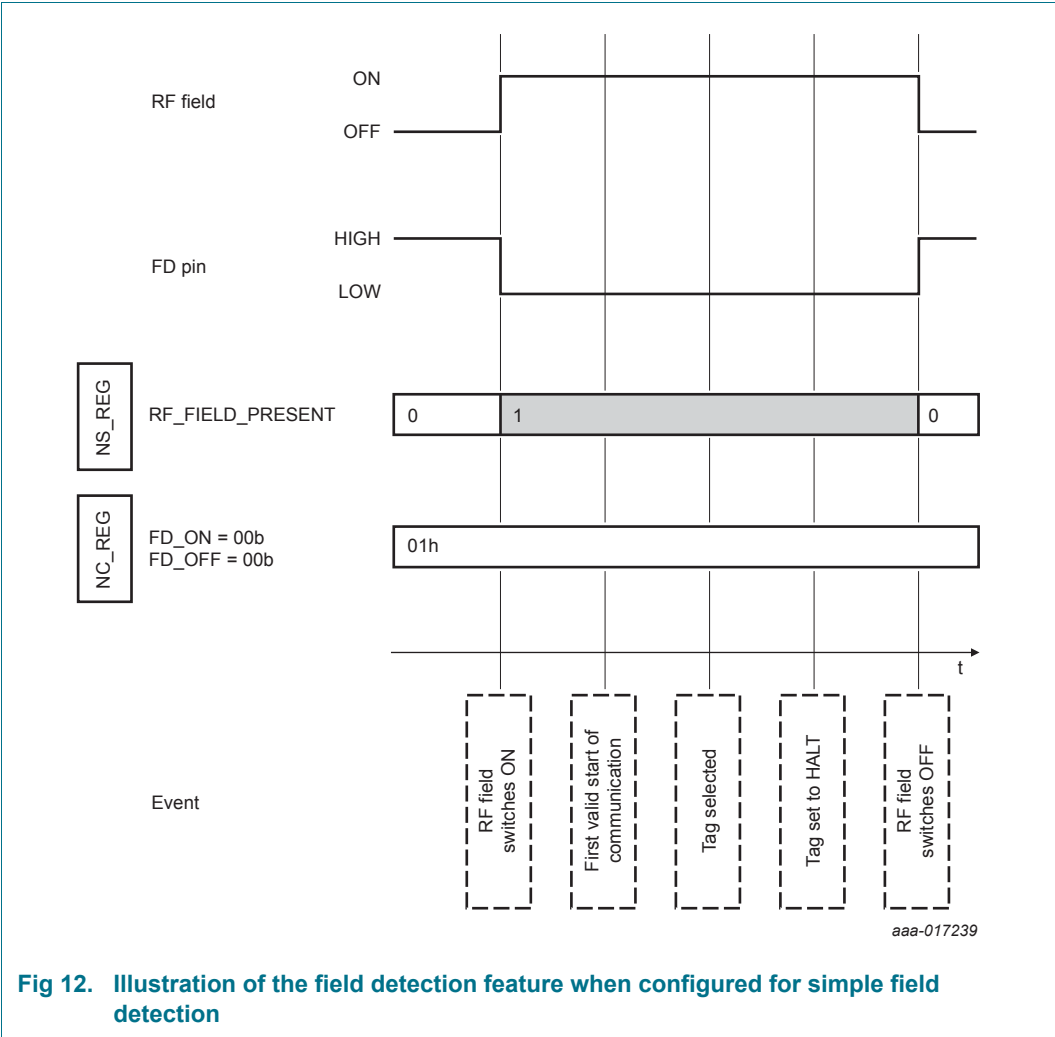 ON
RF field
OFF
HIGH
FD pin
LOW
NS_REG
RF_FIELD_PRESENT
0
1
0
NC_REG
FD_ON = 00b
FD_OFF = 00b
01h
t
Event
RF field
switches ON
First valid start of
communication
Tag selected
Tag set to HALT
RF field
switches OFF
aaa-017239
Fig 12. Illustration of the field detection feature when configured for simple field
detection